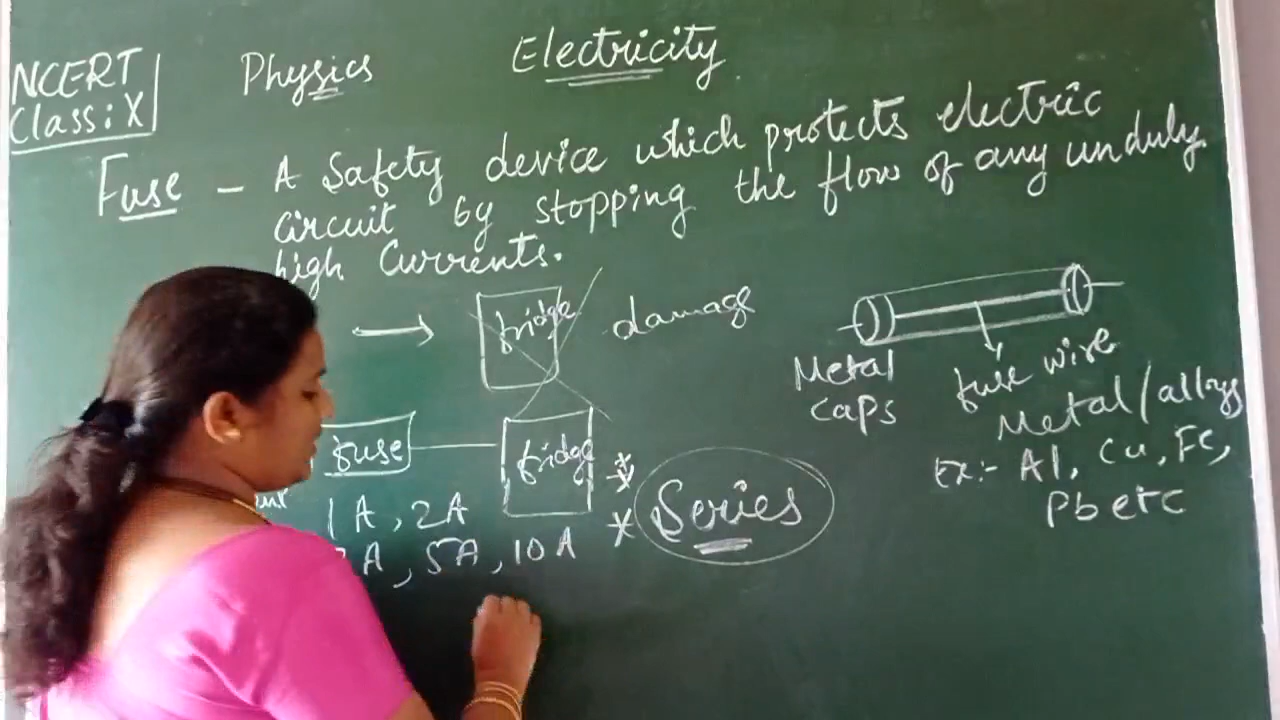 NCERT
Class: X
Physics
Electricity
Fuse - A Safety device which protects electric
circuit by stopping the flow of any unduly
high Currents.
fridge
damage
fuse
fridge
1A, 2A
A, 5A, 10A
* Series
Metal
caps
fuse wire
Metal/alloys
Ex:- Al, Cu, Fe,
Pb etc